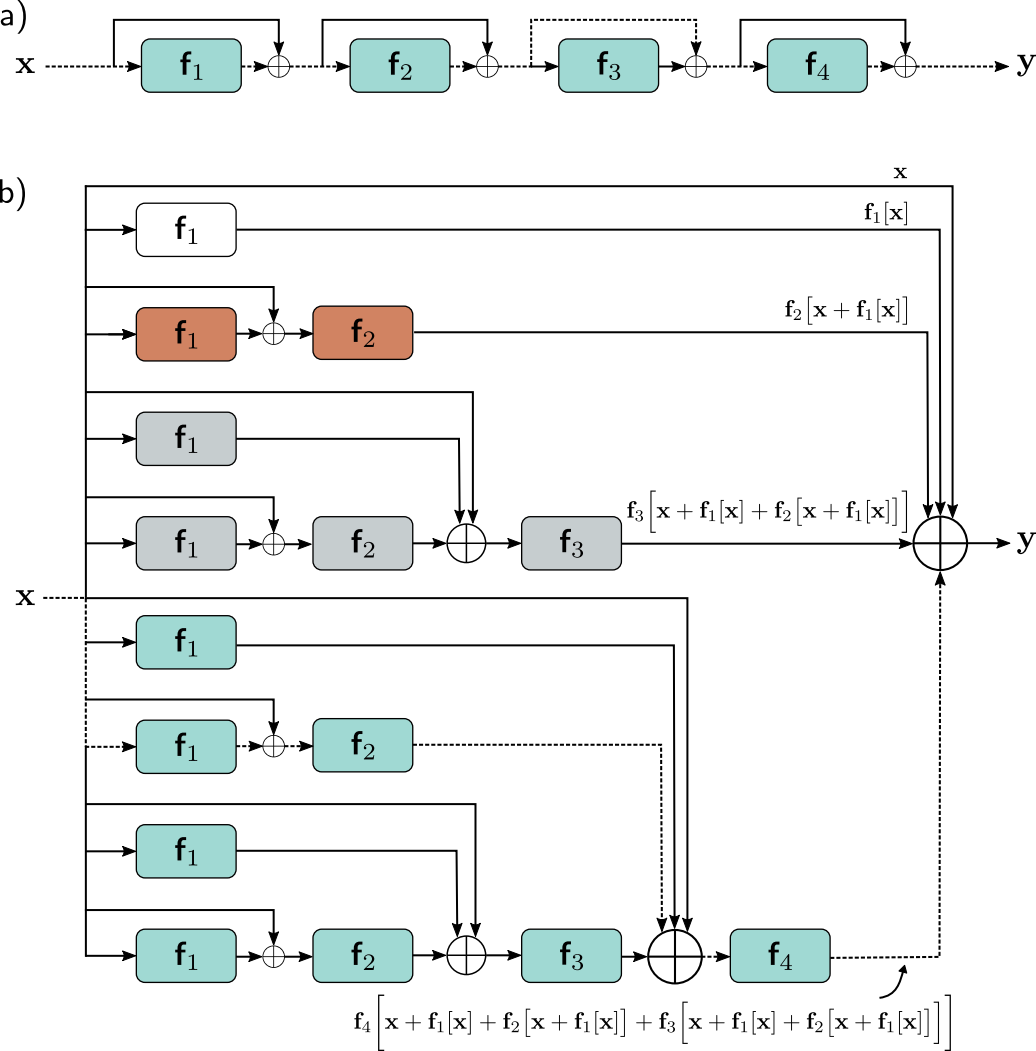 a)
x f₁ f₂ f₃ f₄ y
b)
x
f₁ f₁[x]
f₁ f₂ f₂[x + f₁[x]]
f₁
f₁ f₂ f₃ f₃[x + f₁[x] + f₂[x + f₁[x]]] y
x
f₁
f₁ f₂
f₁
f₁ f₂ f₃ f₄
f₄[x + f₁[x] + f₂[x + f₁[x]] + f₃[x + f₁[x] + f₂[x + f₁[x]]]]